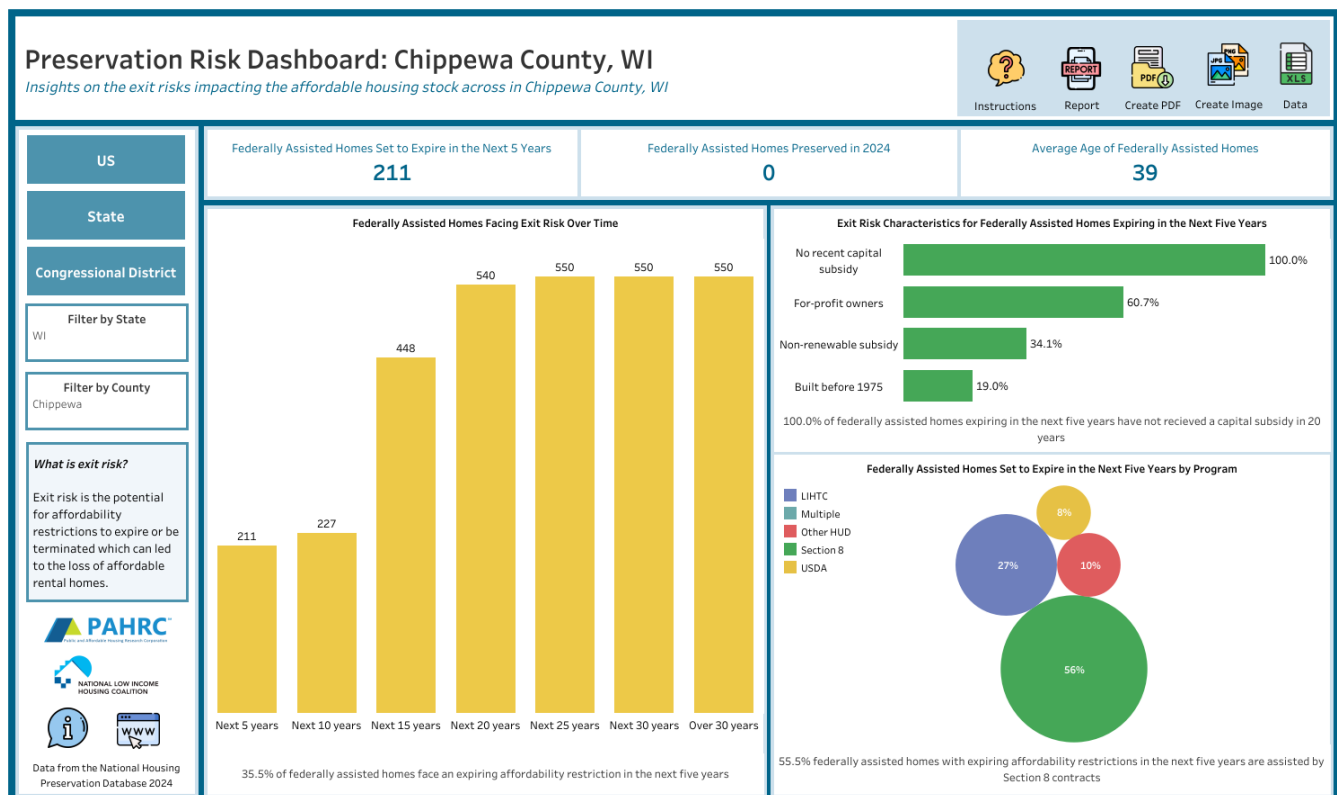 Preservation Risk Dashboard: Chippewa County, WI
Insights on the exit risks impacting the affordable housing stock across in Chippewa County, WI
REPORT
PDF
PNG
JPG
XLS
Instructions
Report
Create PDF
Create Image
Data
US
State
Congressional District
Filter by State
WI
Filter by County
Chippewa
What is exit risk?
Exit risk is the potential
for affordability
restrictions to expire or be
terminated which can led
to the loss of affordable
rental homes.
PAHRC
Public and Affordable Housing Research Corporation
NATIONAL LOW INCOME
HOUSING COALITION
i
WWW
Data from the National Housing
Preservation Database 2024
Federally Assisted Homes Set to Expire in the Next 5 Years
211
Federally Assisted Homes Preserved in 2024
0
Average Age of Federally Assisted Homes
39
Federally Assisted Homes Facing Exit Risk Over Time
211
227
448
540
550
550
550
Next 5 years
Next 10 years
Next 15 years
Next 20 years
Next 25 years
Next 30 years
Over 30 years
35.5% of federally assisted homes face an expiring affordability restriction in the next five years
Exit Risk Characteristics for Federally Assisted Homes Expiring in the Next Five Years
No recent capital
subsidy
100.0%
For-profit owners
60.7%
Non-renewable subsidy
34.1%
Built before 1975
19.0%
100.0% of federally assisted homes expiring in the next five years have not recieved a capital subsidy in 20
years
Federally Assisted Homes Set to Expire in the Next Five Years by Program
LIHTC
Multiple
Other HUD
Section 8
USDA
8%
27%
10%
56%
55.5% federally assisted homes with expiring affordability restrictions in the next five years are assisted by
Section 8 contracts